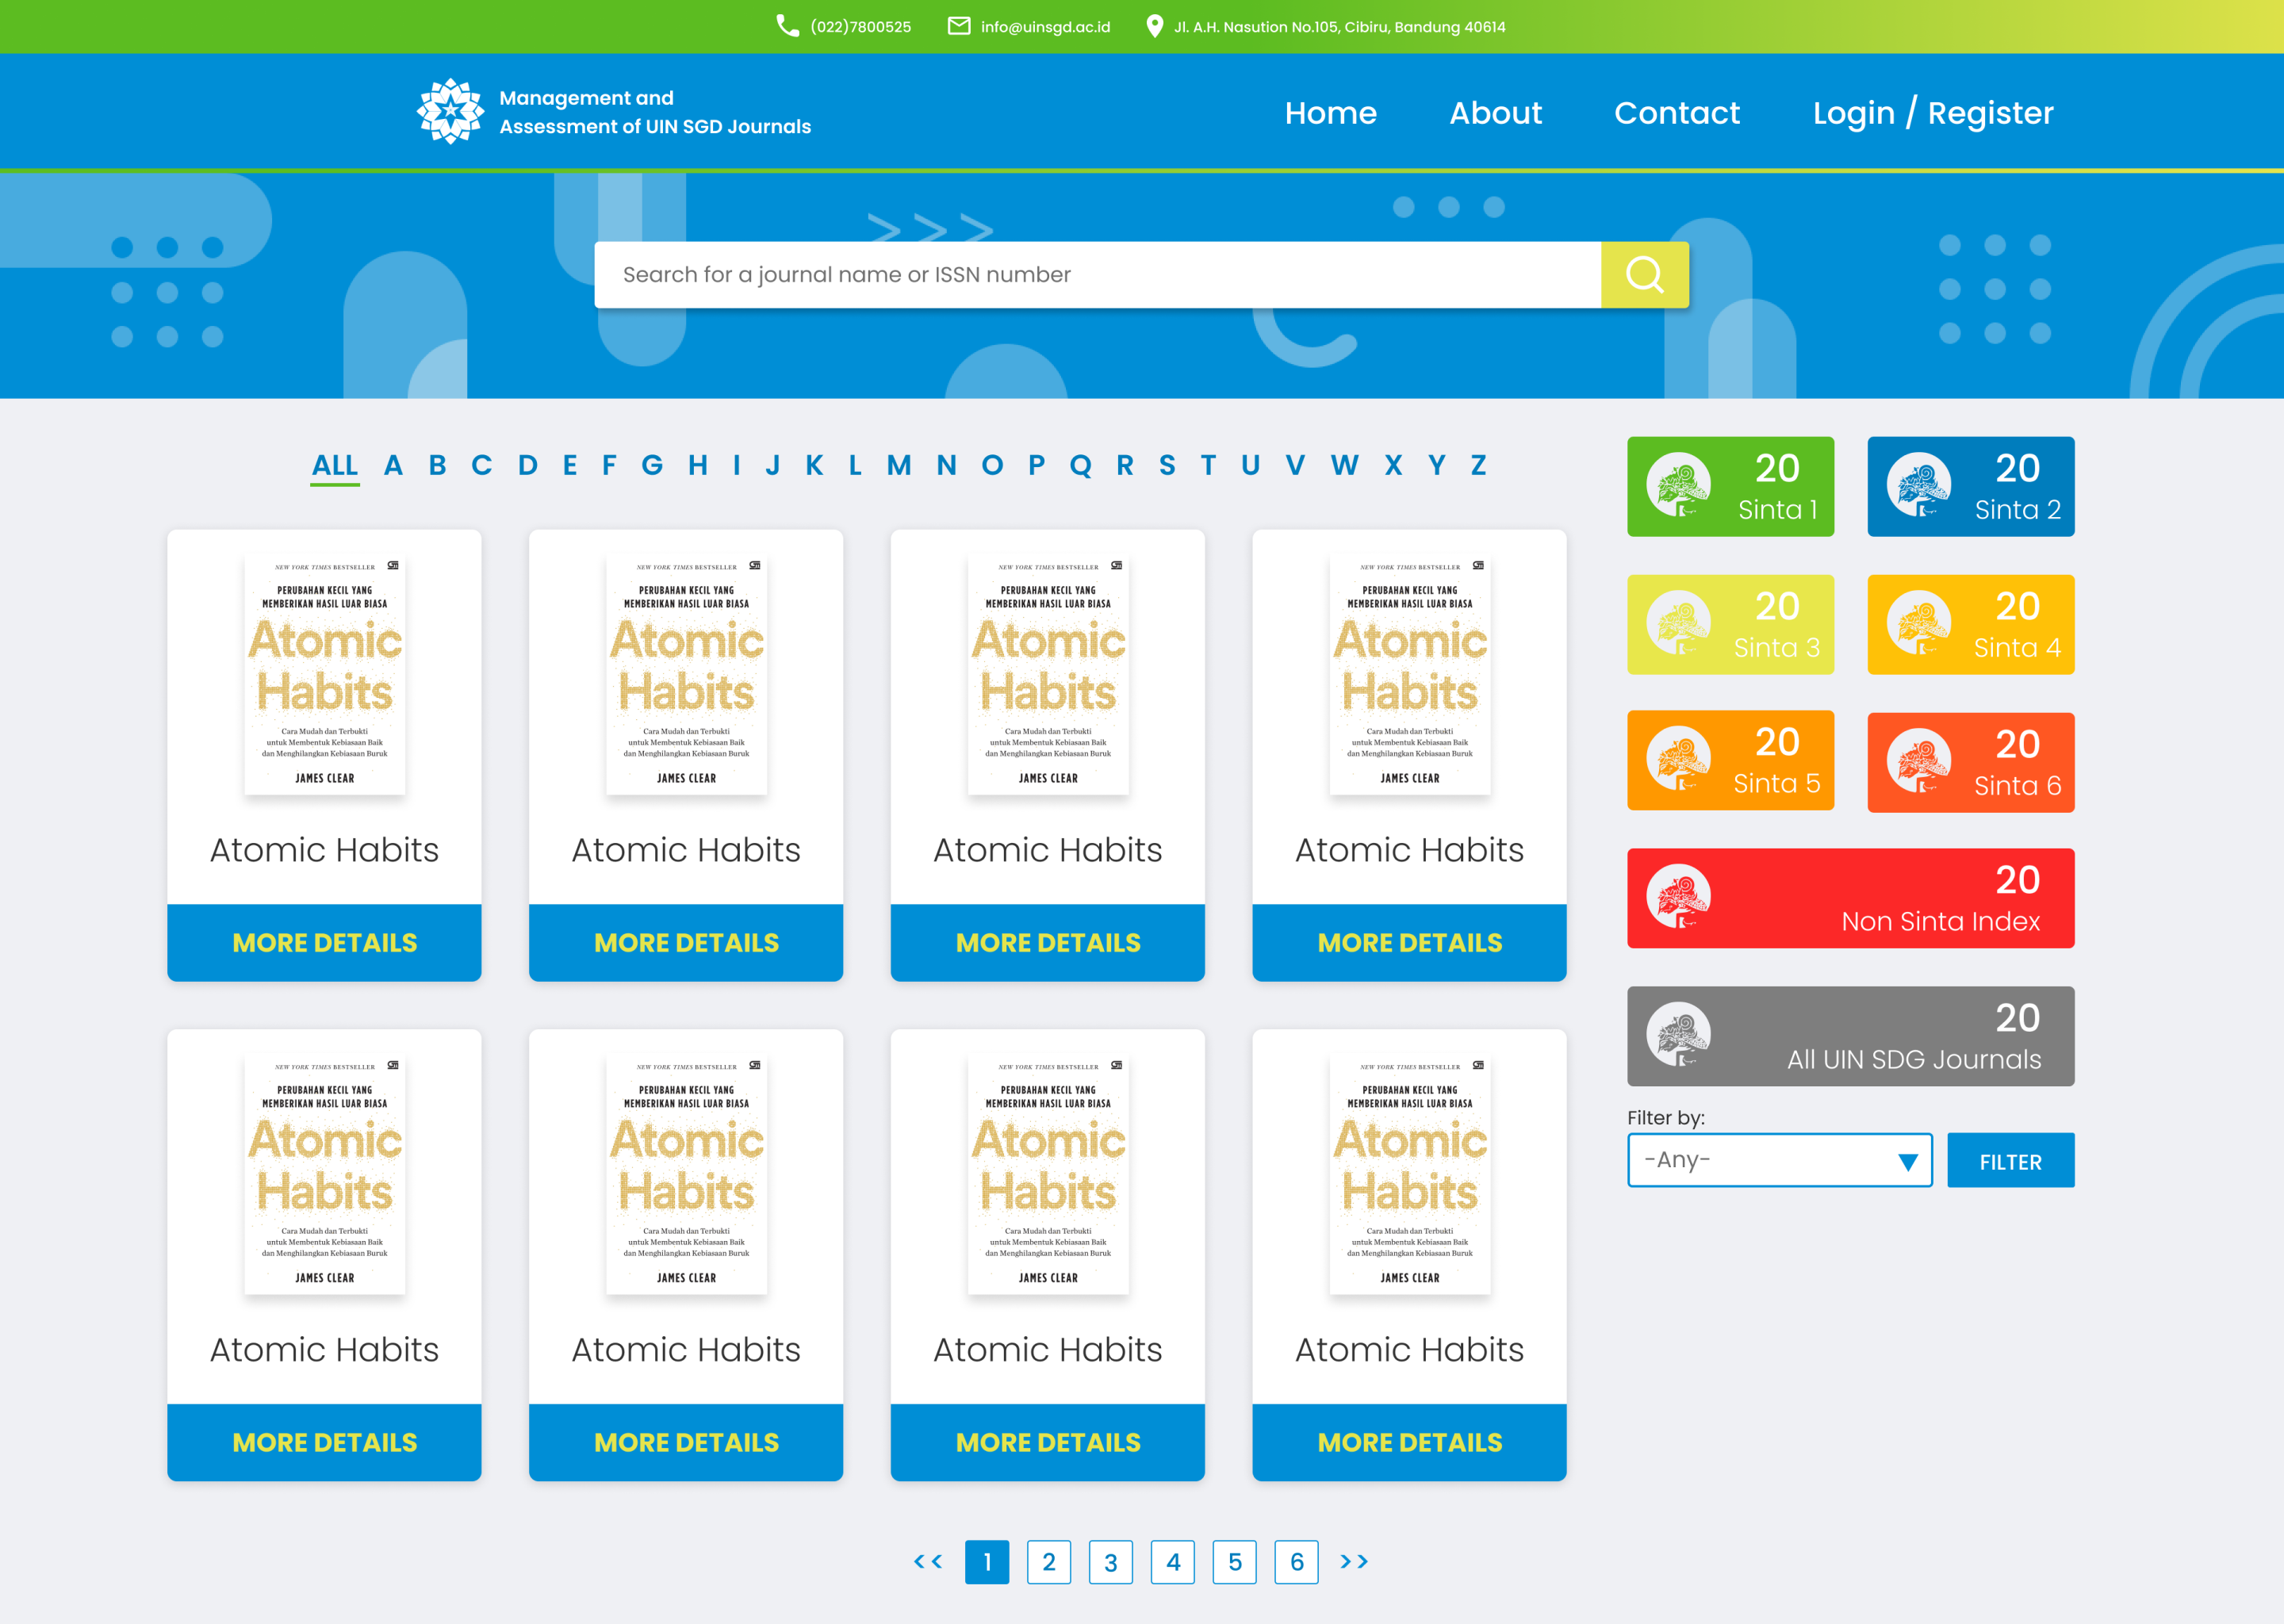 (022)7800525 info@uinsgd.ac.id Jl. A.H. Nasution No.105, Cibiru, Bandung 40614
Management and
Assessment of UIN SGD Journals
Home About Contact Login / Register
>>>
Search for a journal name or ISSN number
ALL A B C D E F G H I J K L M N O P Q R S T U V W X Y Z
NEW YORK TIMES BESTSELLER
PERUBAHAN KECIL YANG
MEMBERIKAN HASIL LUAR BIASA
Atomic
Habits
Cara Mudah dan Terbukti
untuk Membentuk Kebiasaan Baik
dan Menghilangkan Kebiasaan Buruk
JAMES CLEAR
Atomic Habits
MORE DETAILS
NEW YORK TIMES BESTSELLER
PERUBAHAN KECIL YANG
MEMBERIKAN HASIL LUAR BIASA
Atomic
Habits
Cara Mudah dan Terbukti
untuk Membentuk Kebiasaan Baik
dan Menghilangkan Kebiasaan Buruk
JAMES CLEAR
Atomic Habits
MORE DETAILS
NEW YORK TIMES BESTSELLER
PERUBAHAN KECIL YANG
MEMBERIKAN HASIL LUAR BIASA
Atomic
Habits
Cara Mudah dan Terbukti
untuk Membentuk Kebiasaan Baik
dan Menghilangkan Kebiasaan Buruk
JAMES CLEAR
Atomic Habits
MORE DETAILS
NEW YORK TIMES BESTSELLER
PERUBAHAN KECIL YANG
MEMBERIKAN HASIL LUAR BIASA
Atomic
Habits
Cara Mudah dan Terbukti
untuk Membentuk Kebiasaan Baik
dan Menghilangkan Kebiasaan Buruk
JAMES CLEAR
Atomic Habits
MORE DETAILS
NEW YORK TIMES BESTSELLER
PERUBAHAN KECIL YANG
MEMBERIKAN HASIL LUAR BIASA
Atomic
Habits
Cara Mudah dan Terbukti
untuk Membentuk Kebiasaan Baik
dan Menghilangkan Kebiasaan Buruk
JAMES CLEAR
Atomic Habits
MORE DETAILS
NEW YORK TIMES BESTSELLER
PERUBAHAN KECIL YANG
MEMBERIKAN HASIL LUAR BIASA
Atomic
Habits
Cara Mudah dan Terbukti
untuk Membentuk Kebiasaan Baik
dan Menghilangkan Kebiasaan Buruk
JAMES CLEAR
Atomic Habits
MORE DETAILS
NEW YORK TIMES BESTSELLER
PERUBAHAN KECIL YANG
MEMBERIKAN HASIL LUAR BIASA
Atomic
Habits
Cara Mudah dan Terbukti
untuk Membentuk Kebiasaan Baik
dan Menghilangkan Kebiasaan Buruk
JAMES CLEAR
Atomic Habits
MORE DETAILS
NEW YORK TIMES BESTSELLER
PERUBAHAN KECIL YANG
MEMBERIKAN HASIL LUAR BIASA
Atomic
Habits
Cara Mudah dan Terbukti
untuk Membentuk Kebiasaan Baik
dan Menghilangkan Kebiasaan Buruk
JAMES CLEAR
Atomic Habits
MORE DETAILS
20
Sinta 1
20
Sinta 2
20
Sinta 3
20
Sinta 4
20
Sinta 5
20
Sinta 6
20
Non Sinta Index
20
All UIN SDG Journals
Filter by:
-Any-
FILTER
<< 1 2 3 4 5 6 >>